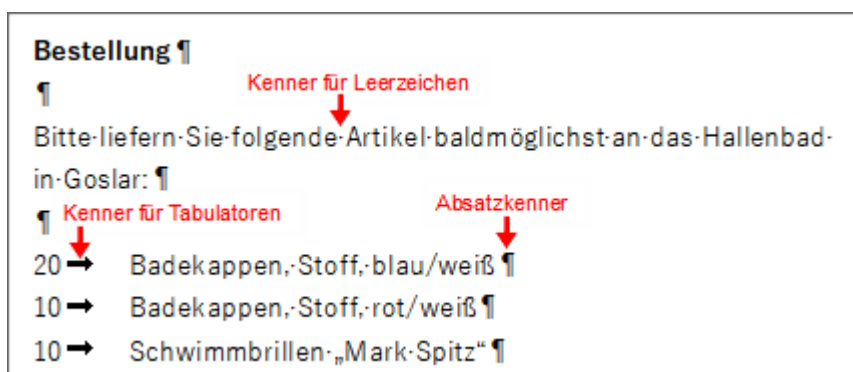 Bestellung ¶
¶
Kenner für Leerzeichen
Bitte·liefern·Sie·folgende·Artikel·baldmöglichst·an·das·Hallenbad·
in·Goslar: ¶
¶
Kenner für Tabulatoren
Absatzkenner
20➞ Badekappen,·Stoff,·blau/weiß ¶
10➞ Badekappen,·Stoff,·rot/weiß ¶
10➞ Schwimmbrillen·„Mark·Spitz“ ¶